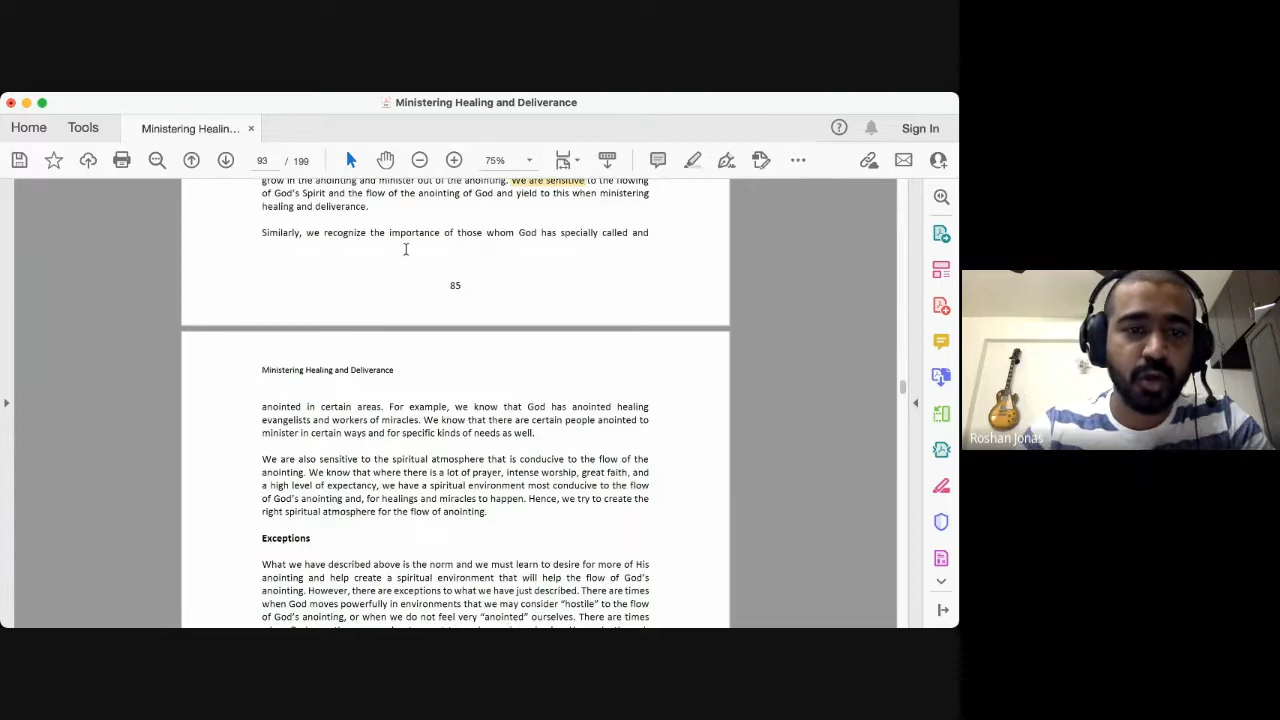 Ministering Healing and Deliverance
Home
Tools
Ministering Healin...
Sign In
93 / 199
75%
grow in the anointing and minister out of the anointing. We are sensitive to the flowing
of God's Spirit and the flow of the anointing of God and yield to this when ministering
healing and deliverance.
Similarly, we recognize the importance of those whom God has specially called and
85
Ministering Healing and Deliverance
anointed in certain areas. For example, we know that God has anointed healing
evangelists and workers of miracles. We know that there are certain people anointed to
minister in certain ways and for specific kinds of needs as well.
We are also sensitive to the spiritual atmosphere that is conducive to the flow of the
anointing. We know that where there is a lot of prayer, intense worship, great faith, and
a high level of expectancy, we have a spiritual environment most conducive to the flow
of God's anointing and, for healings and miracles to happen. Hence, we try to create the
right spiritual atmosphere for the flow of anointing.
Exceptions
What we have described above is the norm and we must learn to desire for more of His
anointing and help create a spiritual environment that will help the flow of God's
anointing. However, there are exceptions to what we have just described. There are times
when God moves powerfully in environments that we may consider "hostile" to the flow
of God's anointing, or when we do not feel very "anointed" ourselves. There are times
Roshan Jonas